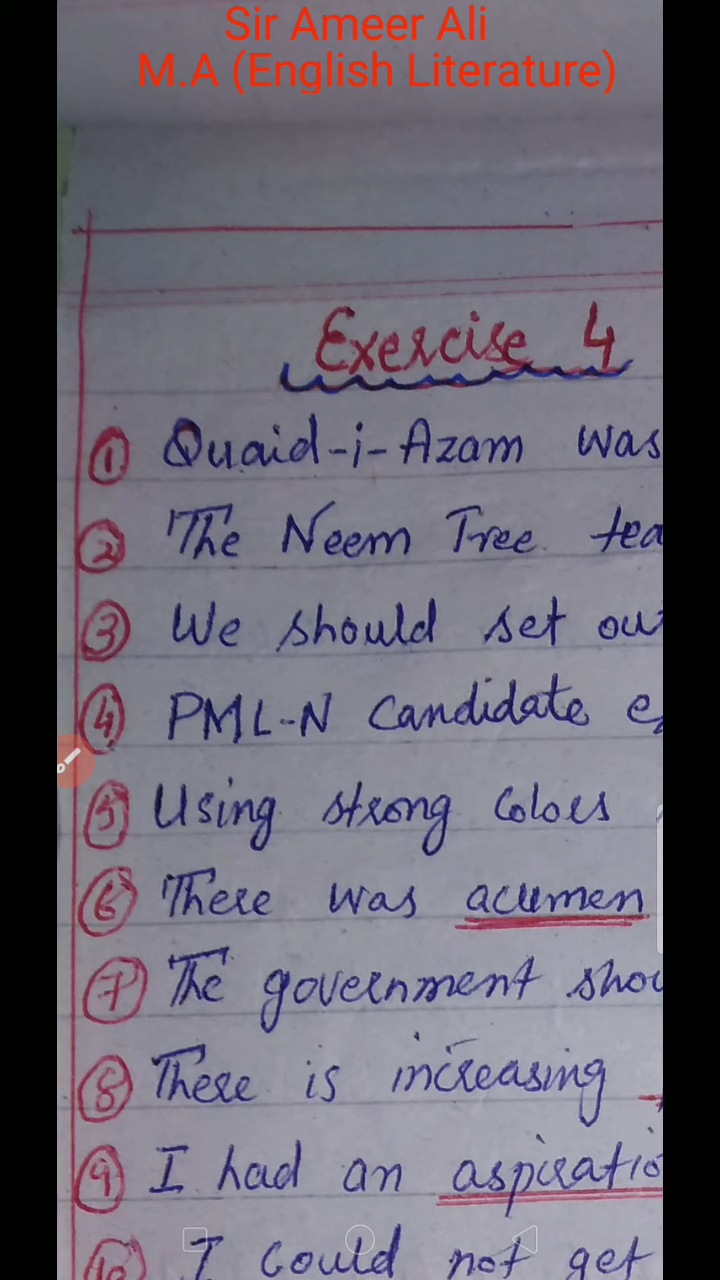 Sir Ameer Ali
M.A (English Literature)
Exercise 4
1 Quaid-i-Azam was
2 The Neem Tree tea
3 We should set ou
4 PML-N Candidate e
5 Using strong Colors
6 There was acumen
7 The government shou
8 There is increasing
9 I had an aspiratio
10 I could not get